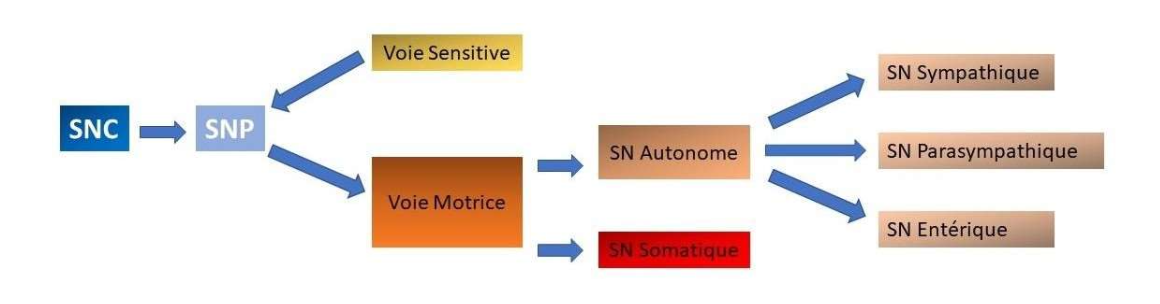 Voie Sensitive
SNC
SNP
Voie Motrice
SN Autonome
SN Somatique
SN Sympathique
SN Parasympathique
SN Entérique